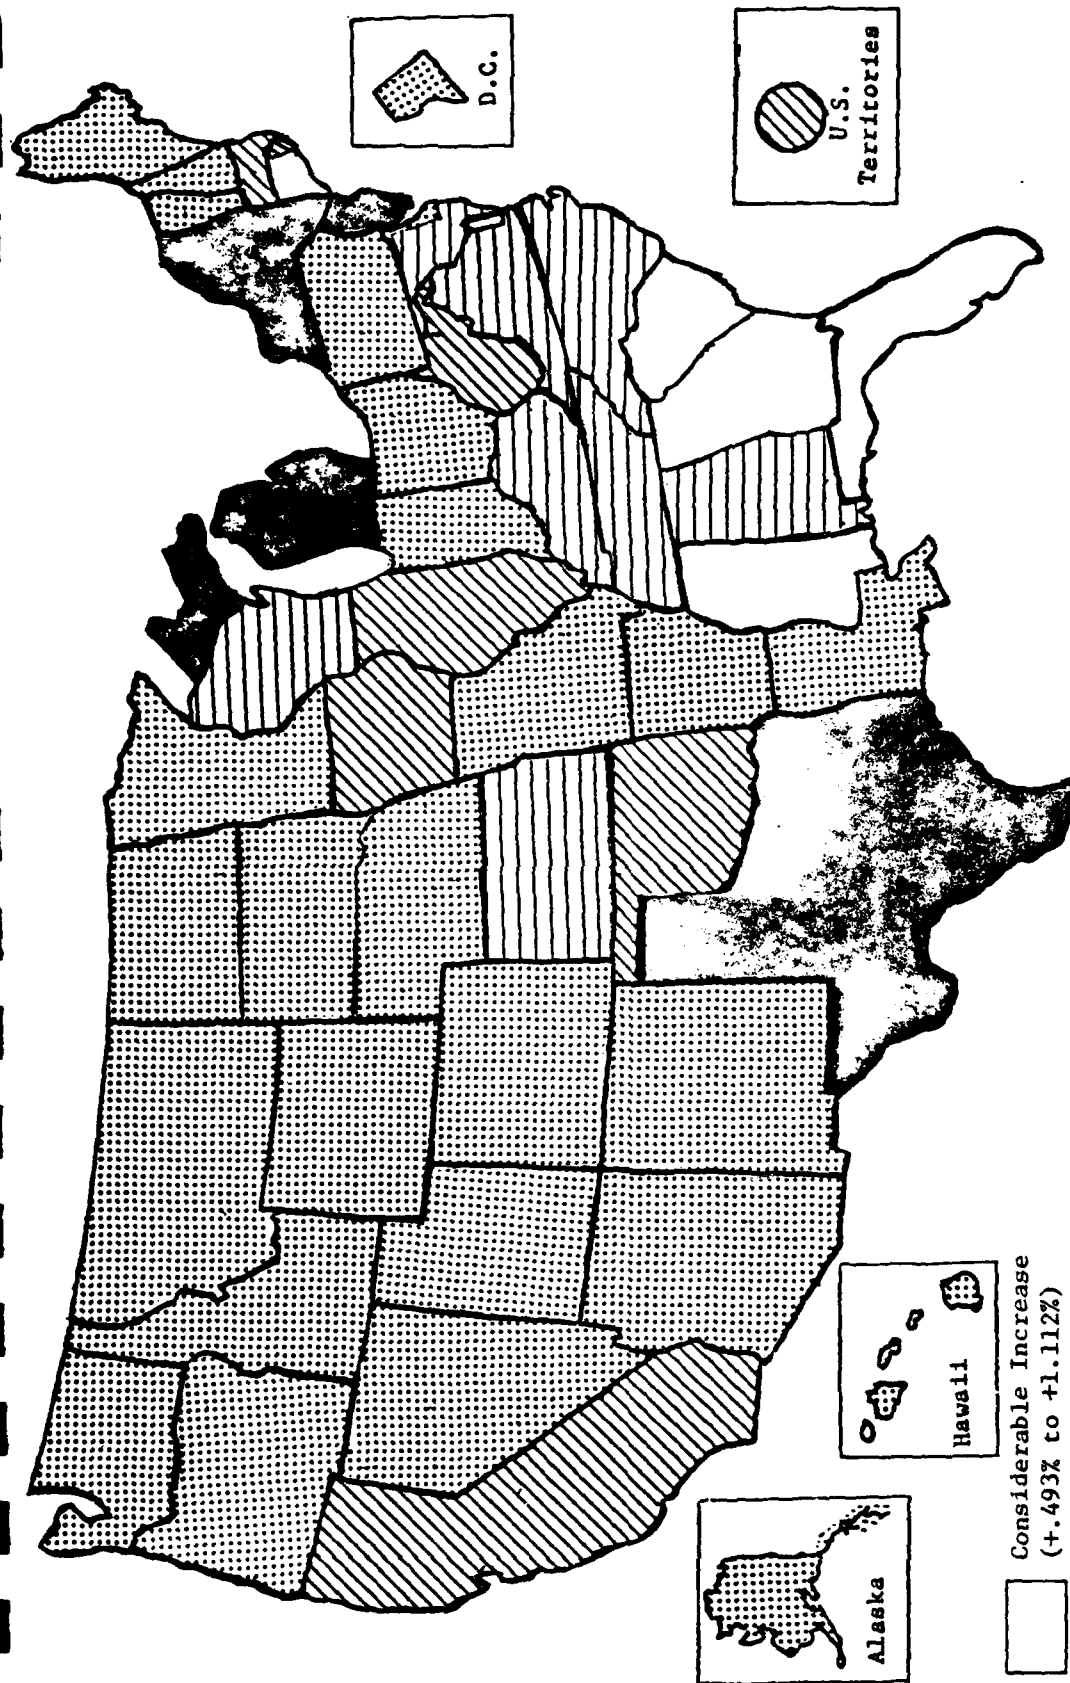 D.C.
U.S.
Territories
Hawaii
Alaska
Considerable Increase
(+.493% to +1.112%)